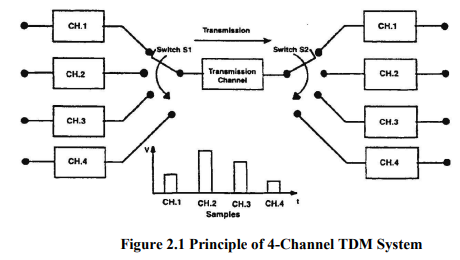 CH.1
CH.2
CH.3
CH.4
Switch S1
Transmission
Transmission
Channel
Switch S2
CH.1
CH.2
CH.3
CH.4
V
t
CH.1 CH.2 CH.3 CH.4
Samples
Figure 2.1 Principle of 4-Channel TDM System